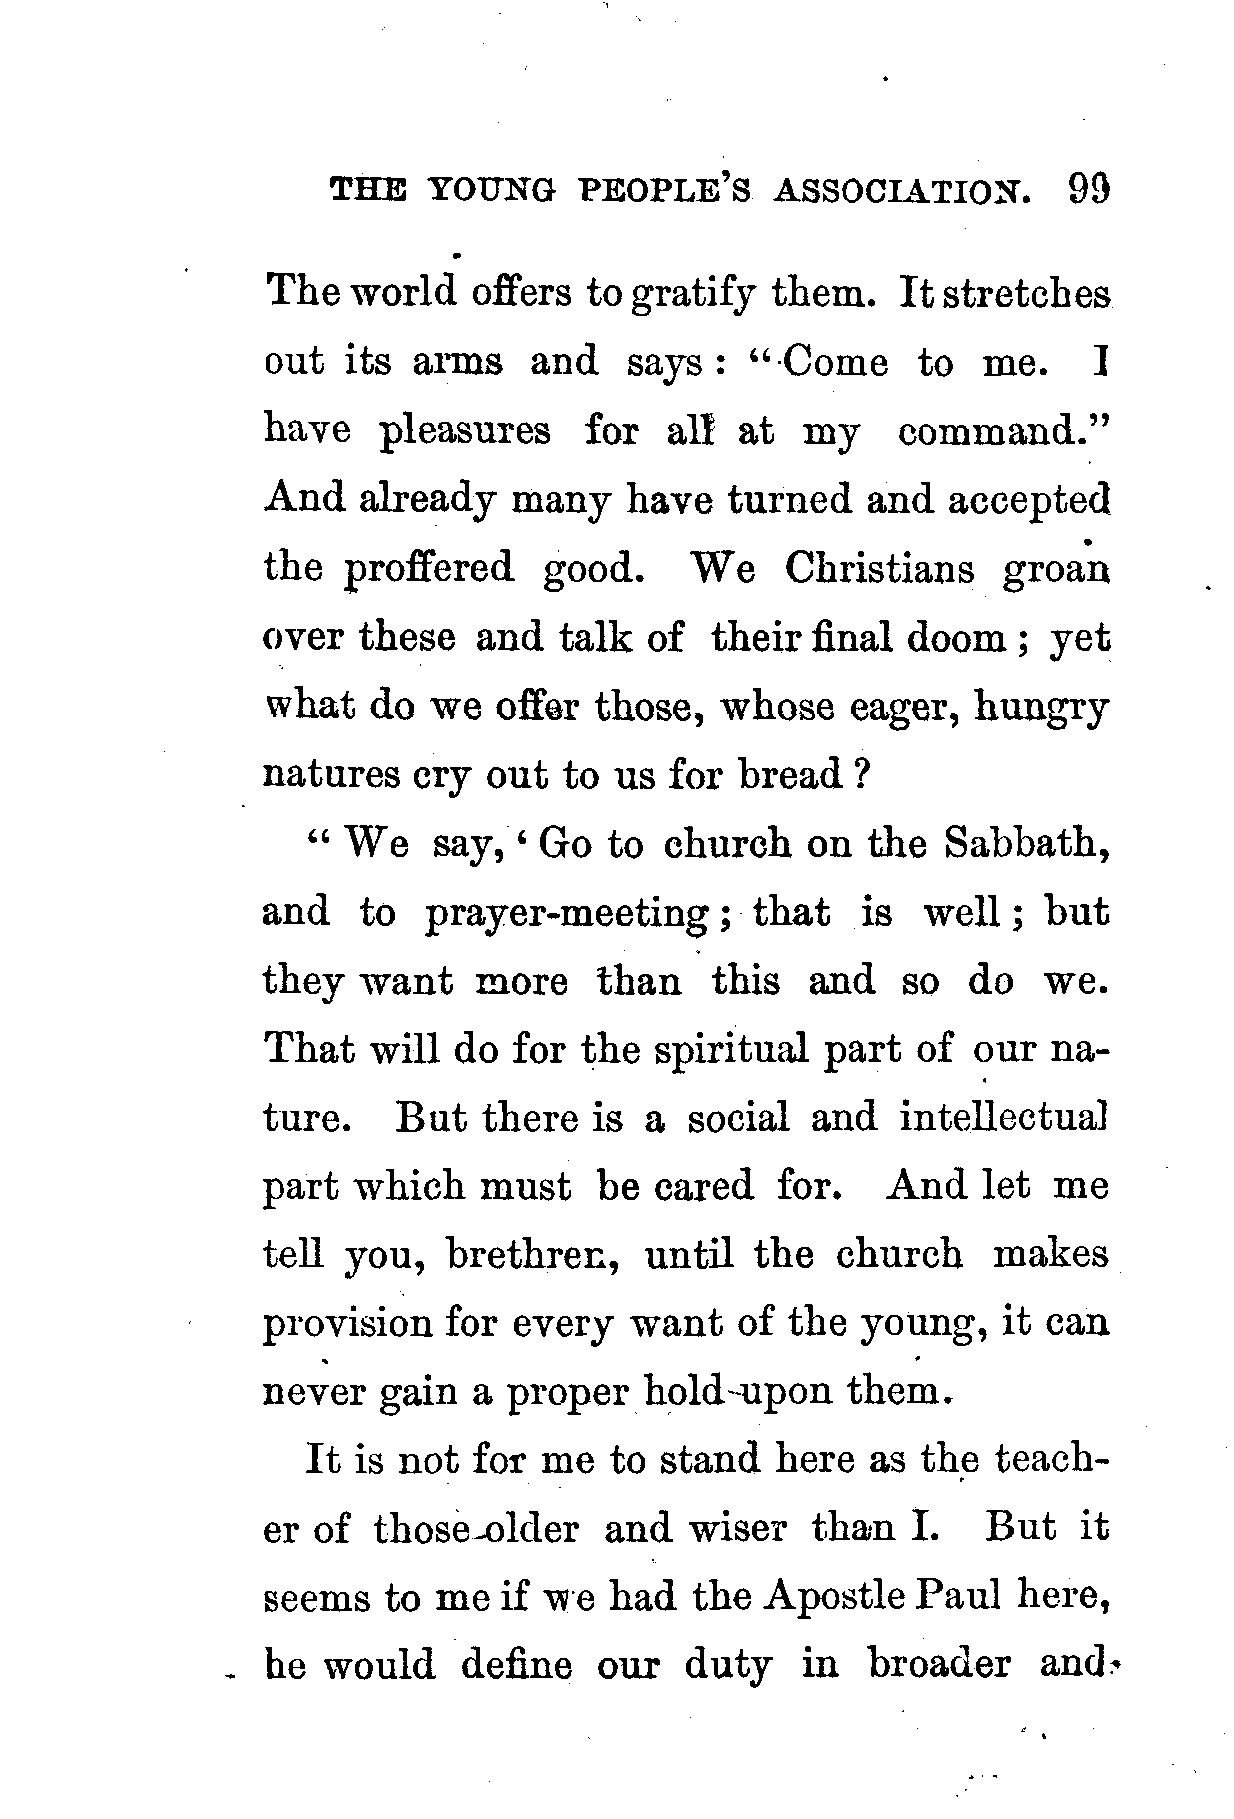 THE YOUNG PEOPLE'S ASSOCIATION. 99
The world offers to gratify them. It stretches
out its arms and says : "Come to me. I
have pleasures for all at my command."
And already many have turned and accepted
the proffered good. We Christians groan
over these and talk of their final doom ; yet
what do we offer those, whose eager, hungry
natures cry out to us for bread ?
" We say, ' Go to church on the Sabbath,
and to prayer-meeting ; that is well ; but
they want more than this and so do we.
That will do for the spiritual part of our na-
ture. But there is a social and intellectual
part which must be cared for. And let me
tell you, brethren, until the church makes
provision for every want of the young, it can
never gain a proper hold upon them.
It is not for me to stand here as the teach-
er of those older and wiser than I. But it
seems to me if we had the Apostle Paul here,
he would define our duty in broader and